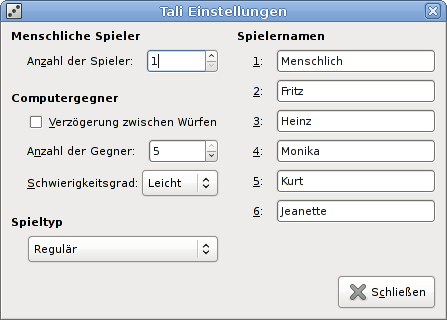 Tali Einstellungen
Menschliche Spieler
Anzahl der Spieler: 1
Computergegner
Verzögerung zwischen Würfen
Anzahl der Gegner: 5
Schwierigkeitsgrad: Leicht
Spieltyp
Regulär
Spielernamen
1: Menschlich
2: Fritz
3: Heinz
4: Monika
5: Kurt
6: Jeanette
Schließen